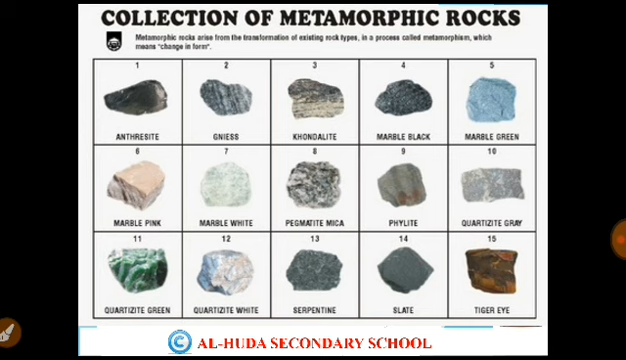 COLLECTION OF METAMORPHIC ROCKS
Metamorphic rocks arise from the transformation of existing rock types, in a process called metamorphism, which
means "change in form".
1 2 3 4 5
ANTHRESITE GNIESS KHONDALITE MARBLE BLACK MARBLE GREEN
6 7 8 9 10
MARBLE PINK MARBLE WHITE PEGMATITE MICA PHYLITE QUARTIZITE GRAY
11 12 13 14 15
QUARTIZITE GREEN QUARTIZITE WHITE SERPENTINE SLATE TIGER EYE
© AL-HUDA SECONDARY SCHOOL